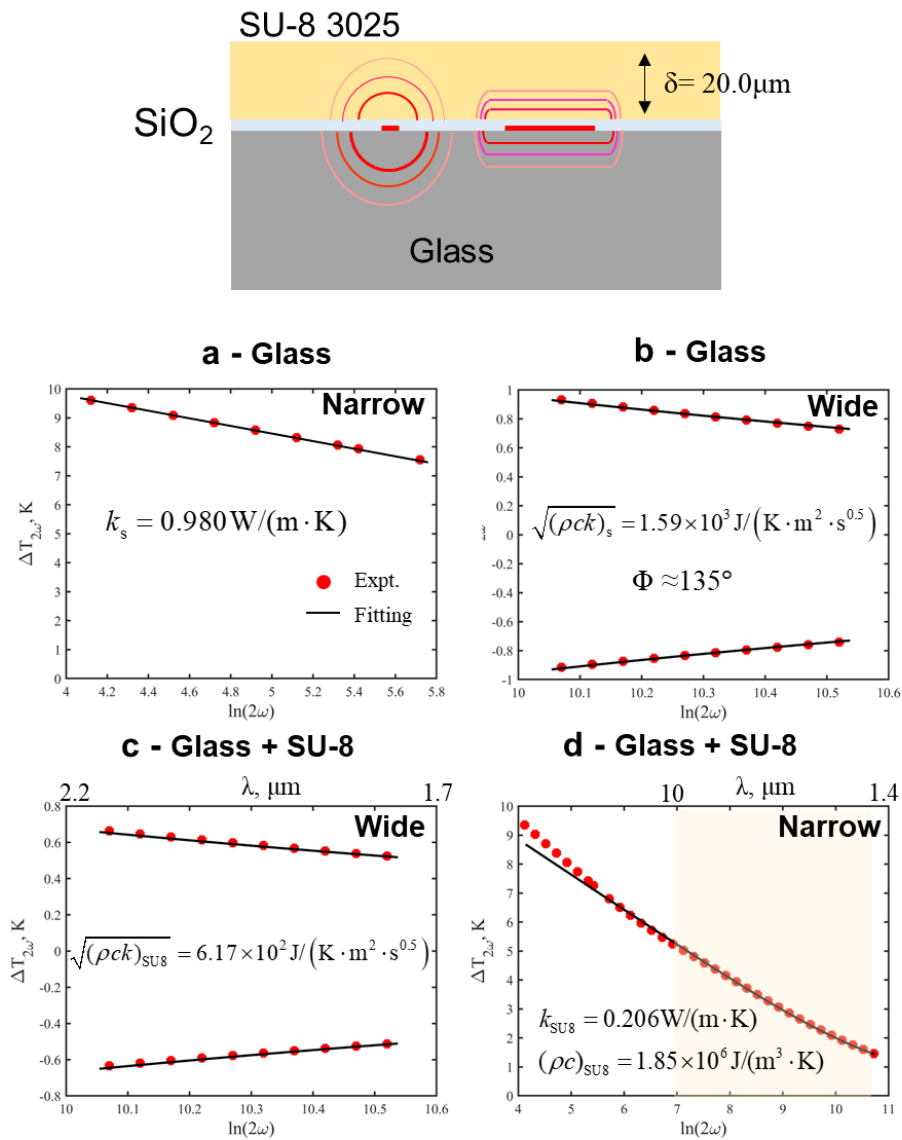 SU-8 3025
δ= 20.0μm
SiO₂
Glass
a - Glass
Narrow
ΔT₂ω, K
10
9
8
7
6
5
4
3
2
1
0
kₛ = 0.980 W/(m · K)
Expt.
Fitting
4 4.2 4.4 4.6 4.8 5 5.2 5.4 5.6 5.8
ln(2ω)
b - Glass
Wide
2ω
1
0.8
0.6
0.4
0.2
0
-0.2
-0.4
-0.6
-0.8
-1
√(ρck)ₛ = 1.59×10³ J/(K · m² · s⁰·⁵)
Φ ≈135°
10 10.1 10.2 10.3 10.4 10.5 10.6
ln(2ω)
c - Glass + SU-8
2.2 λ, μm 1.7
Wide
ΔT₂ω, K
0.8
0.6
0.4
0.2
0
-0.2
-0.4
-0.6
-0.8
√(ρck)SU8 = 6.17×10² J/(K · m² · s⁰·⁵)
10 10.1 10.2 10.3 10.4 10.5 10.6
ln(2ω)
d - Glass + SU-8
10 λ, μm 1.4
Narrow
ΔT₂ω, K
10
9
8
7
6
5
4
3
2
1
0
kSU8 = 0.206W/(m · K)
(ρc)SU8 = 1.85×10⁶ J/(m³ · K)
4 5 6 7 8 9 10 11
ln(2ω)